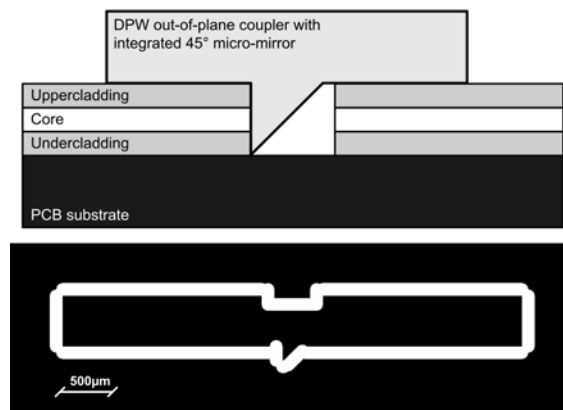 DPW out-of-plane coupler with
integrated 45° micro-mirror
Uppercladding
Core
Undercladding
PCB substrate
500µm